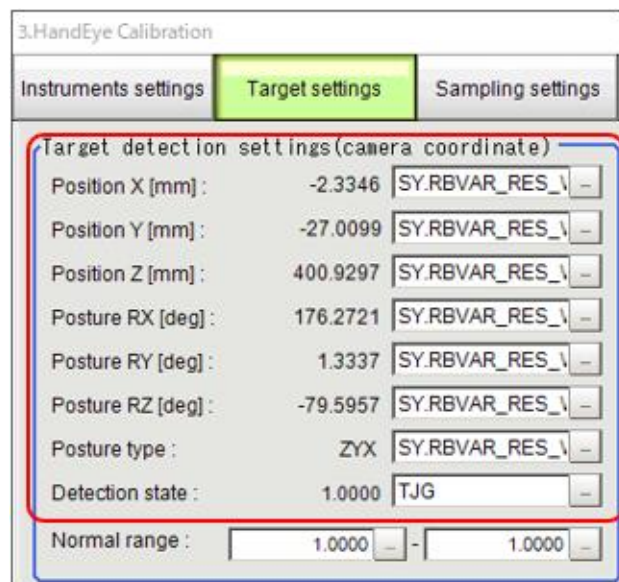 3.HandEye Calibration
Instruments settings Target settings Sampling settings
Target detection settings(camera coordinate)
Position X [mm] : -2.3346 SY.RBVAR_RES_\ ...
Position Y [mm] : -27.0099 SY.RBVAR_RES_\ ...
Position Z [mm] : 400.9297 SY.RBVAR_RES_\ ...
Posture RX [deg] : 176.2721 SY.RBVAR_RES_\ ...
Posture RY [deg] : 1.3337 SY.RBVAR_RES_\ ...
Posture RZ [deg] : -79.5957 SY.RBVAR_RES_\ ...
Posture type : ZYX SY.RBVAR_RES_\ ...
Detection state : 1.0000 TJG ...
Normal range : 1.0000 ... - 1.0000 ...